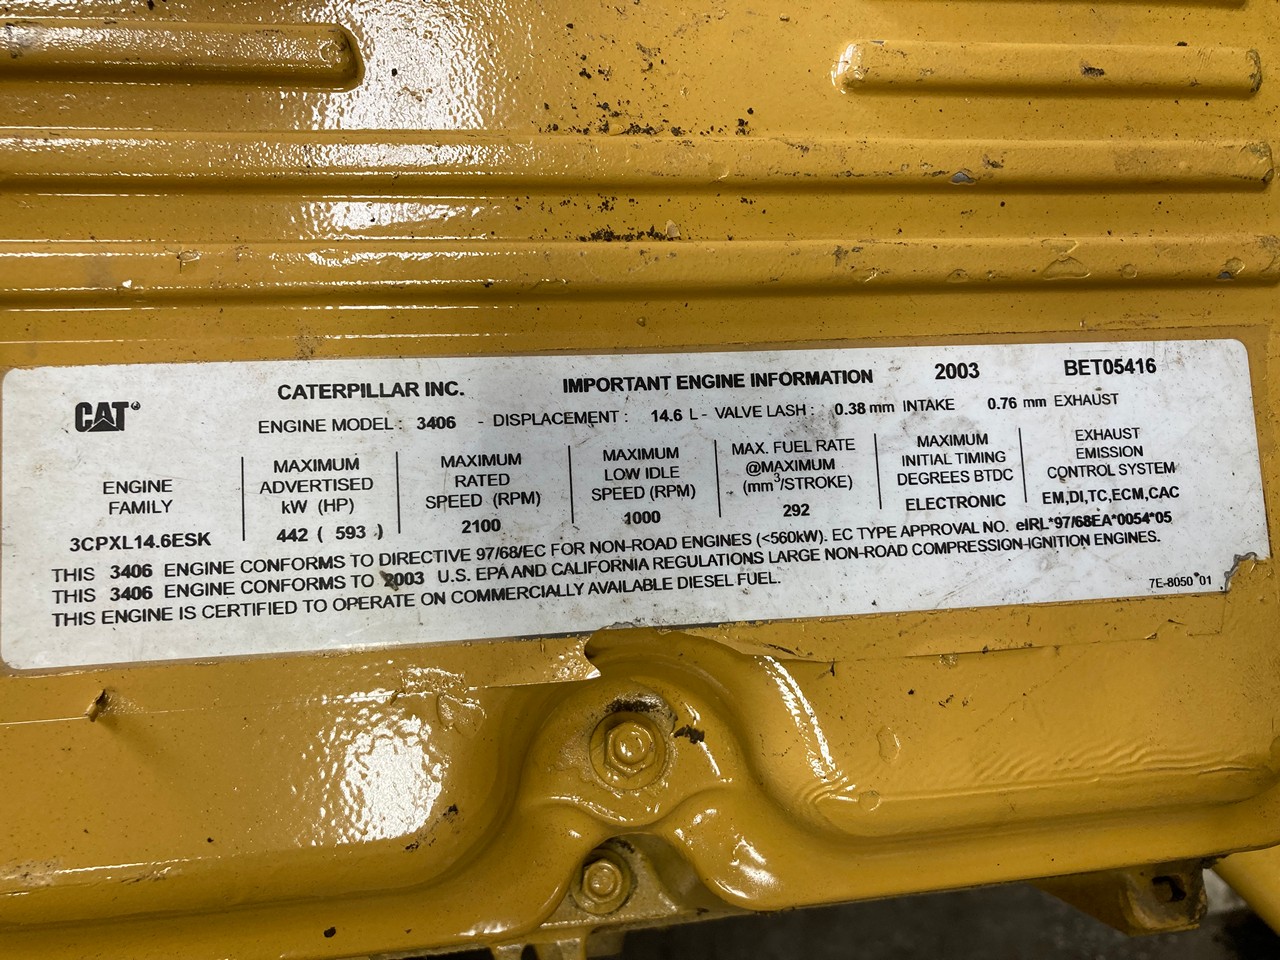 CAT®
CATERPILLAR INC. IMPORTANT ENGINE INFORMATION 2003 BET05416
ENGINE MODEL : 3406 - DISPLACEMENT : 14.6 L - VALVE LASH : 0.38 mm INTAKE 0.76 mm EXHAUST
ENGINE
FAMILY
3CPXL14.6ESK
MAXIMUM
ADVERTISED
kW (HP)
442 ( 593 )
MAXIMUM
RATED
SPEED (RPM)
2100
MAXIMUM
LOW IDLE
SPEED (RPM)
1000
MAX. FUEL RATE
@MAXIMUM
(mm³/STROKE)
292
MAXIMUM
INITIAL TIMING
DEGREES BTDC
ELECTRONIC
EXHAUST
EMISSION
CONTROL SYSTEM
EM,DI,TC,ECM,CAC
THIS 3406 ENGINE CONFORMS TO DIRECTIVE 97/68/EC FOR NON-ROAD ENGINES (<560kW). EC TYPE APPROVAL NO. eIRL*97/68EA*0054*05
THIS 3406 ENGINE CONFORMS TO 2003 U.S. EPA AND CALIFORNIA REGULATIONS LARGE NON-ROAD COMPRESSION-IGNITION ENGINES.
THIS ENGINE IS CERTIFIED TO OPERATE ON COMMERCIALLY AVAILABLE DIESEL FUEL.
7E-8050*01